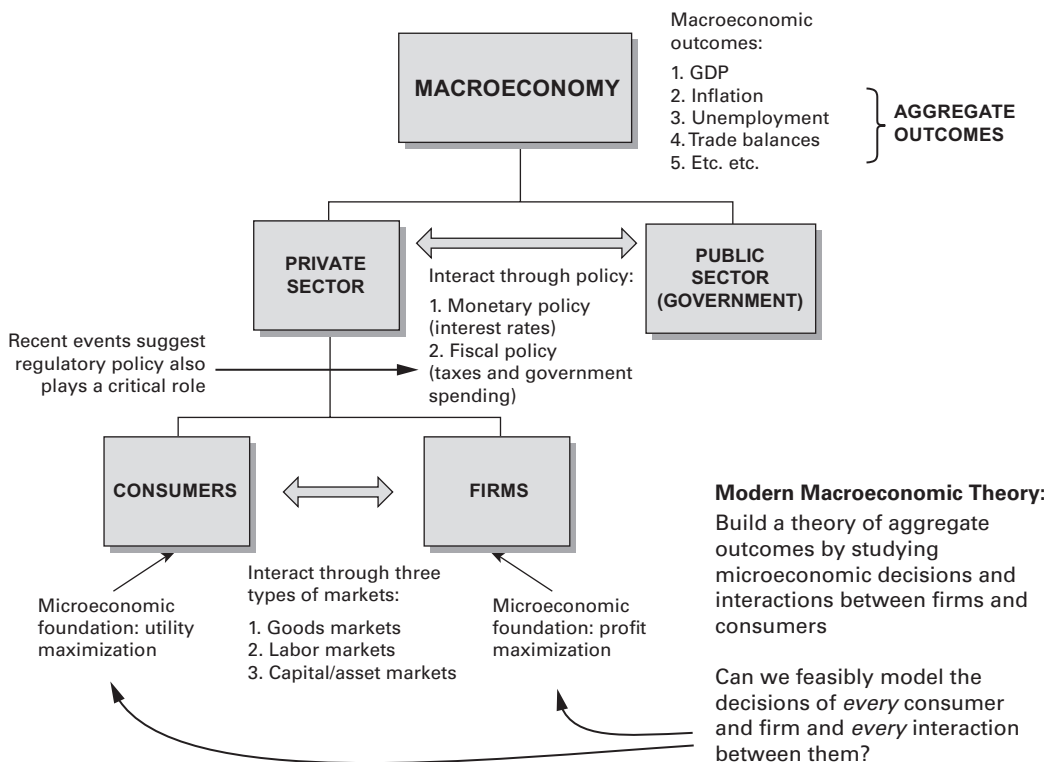 MACROECONOMY
Macroeconomic
outcomes:
1. GDP
2. Inflation
3. Unemployment
4. Trade balances
5. Etc. etc.
AGGREGATE
OUTCOMES
PRIVATE
SECTOR
Interact through policy:
1. Monetary policy
(interest rates)
2. Fiscal policy
(taxes and government
spending)
PUBLIC
SECTOR
(GOVERNMENT)
Recent events suggest
regulatory policy also
plays a critical role
CONSUMERS
FIRMS
Microeconomic
foundation: utility
maximization
Interact through three
types of markets:
1. Goods markets
2. Labor markets
3. Capital/asset markets
Microeconomic
foundation: profit
maximization
Modern Macroeconomic Theory:
Build a theory of aggregate
outcomes by studying
microeconomic decisions and
interactions between firms and
consumers
Can we feasibly model the
decisions of every consumer
and firm and every interaction
between them?